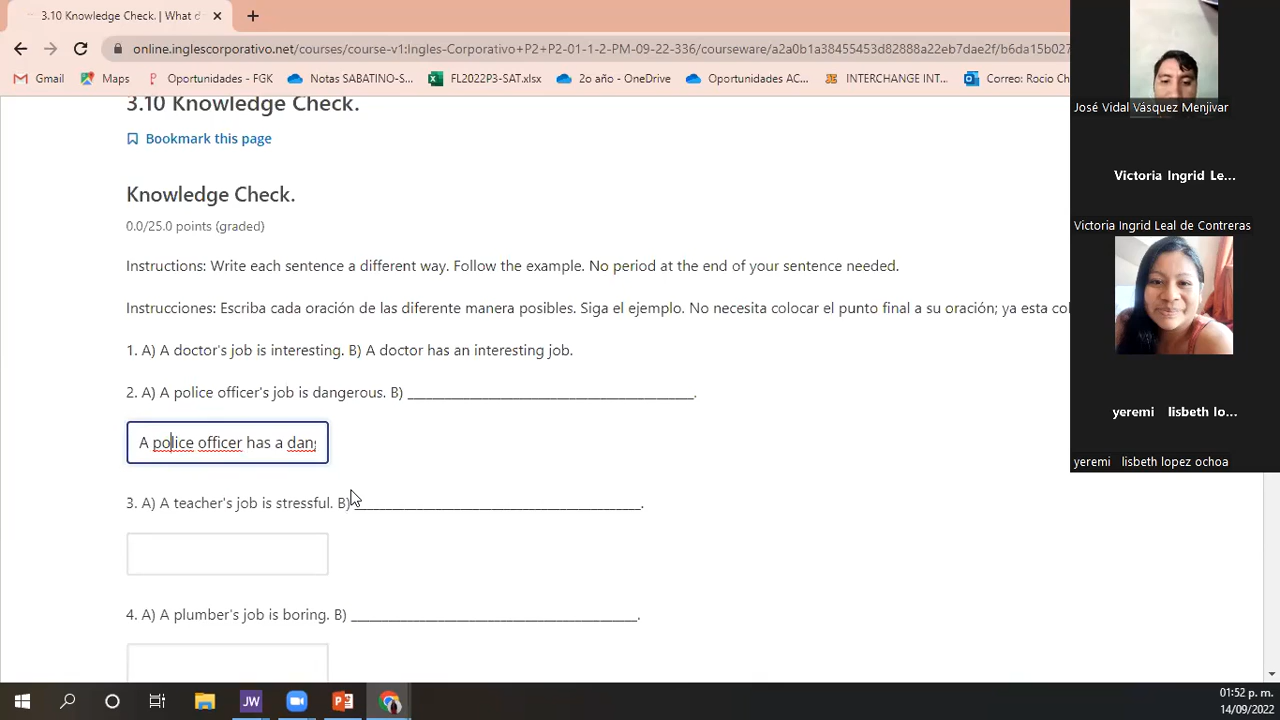 3.10 Knowledge Check. | What d
online.inglescorporativo.net/courses/course-v1:Ingles-Corporativo+P2+P2-01-1-2-PM-09-22-336/courseware/a2a0b1a38455453d82888a22eb7dae2f/b6da15b027
Gmail Maps Oportunidades - FGK Notas SABATINO-S... FL2022P3-SAT.xlsx 2o año - OneDrive Oportunidades AC... INTERCHANGE INT... Correo: Rocio Ch
3.10 Knowledge Check.
Bookmark this page
Knowledge Check.
0.0/25.0 points (graded)
Instructions: Write each sentence a different way. Follow the example. No period at the end of your sentence needed.
Instrucciones: Escriba cada oración de las diferente manera posibles. Siga el ejemplo. No necesita colocar el punto final a su oración; ya esta col
1. A) A doctor's job is interesting. B) A doctor has an interesting job.
2. A) A police officer's job is dangerous. B) ________________________________________.
A police officer has a dang
3. A) A teacher's job is stressful. B) ________________________________________.
4. A) A plumber's job is boring. B) ________________________________________.
José Vidal Vásquez Menjivar
Victoria Ingrid Le...
Victoria Ingrid Leal de Contreras
yeremi lisbeth lo...
yeremi lisbeth lopez ochoa
JW
01:52 p. m.
14/09/2022